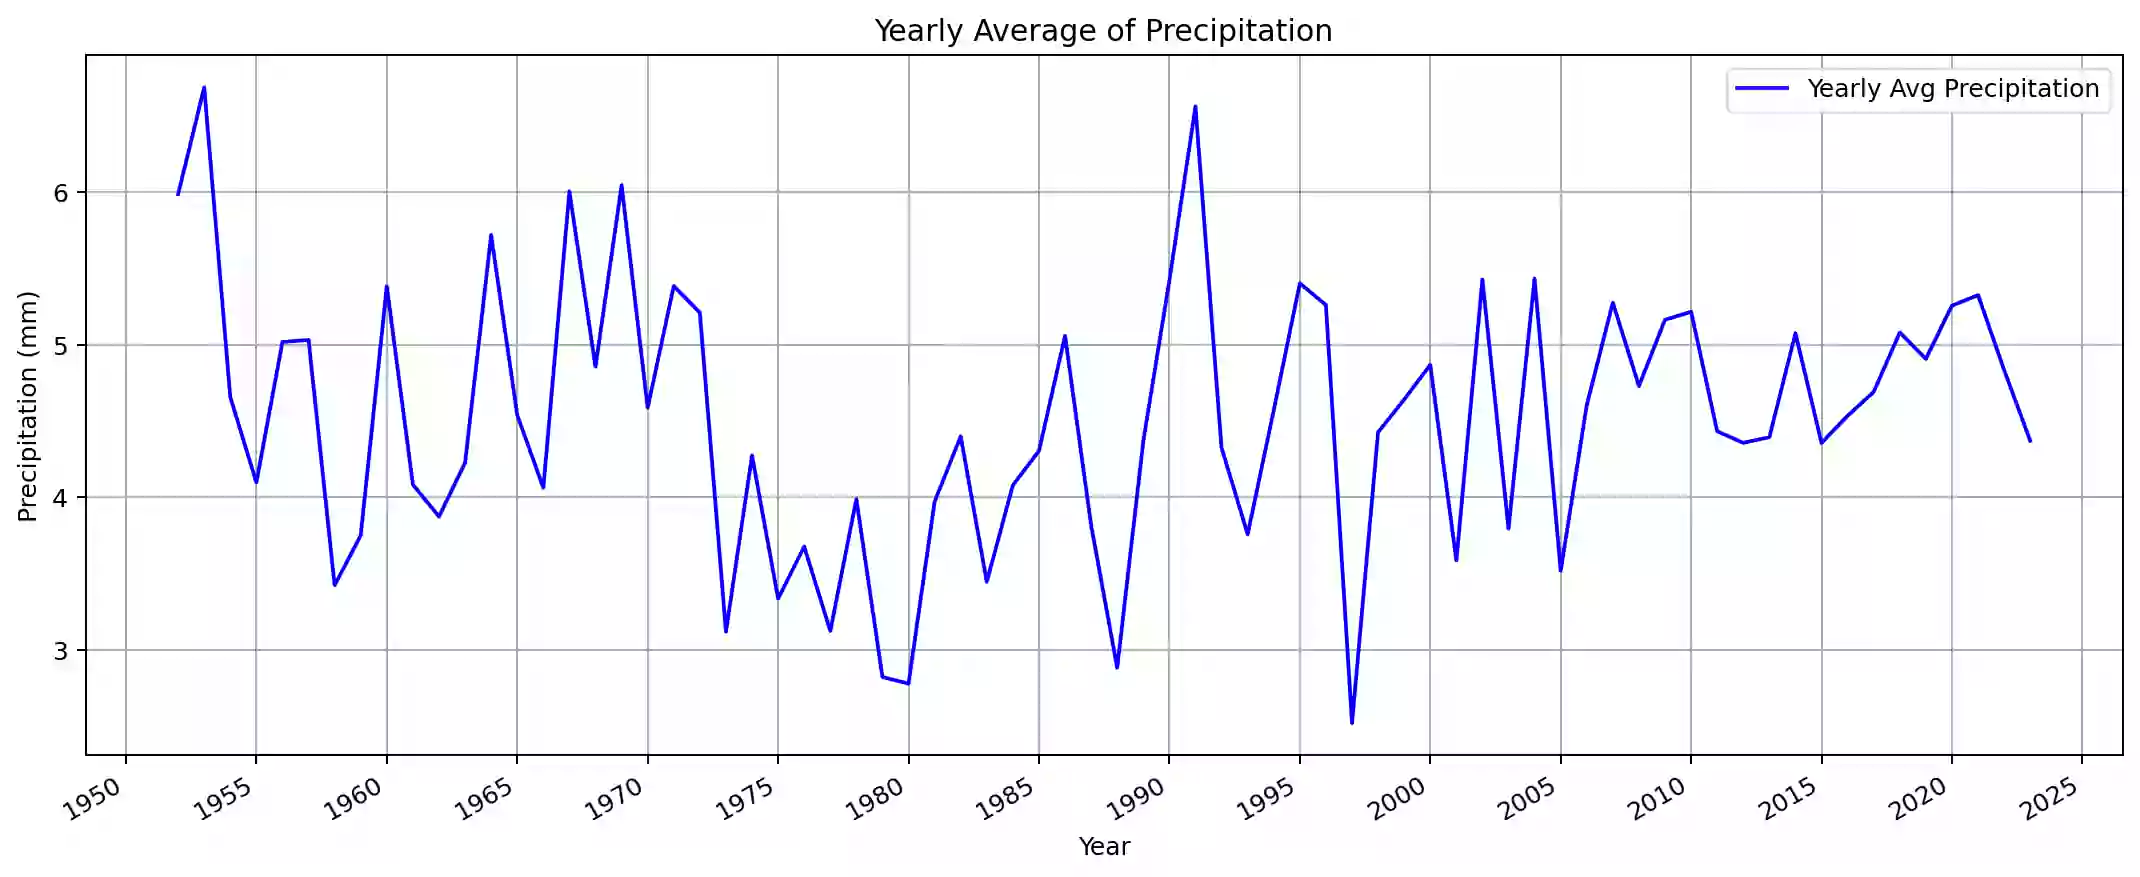 Yearly Average of Precipitation
Yearly Avg Precipitation
Precipitation (mm)
6
5
4
3
1950 1955 1960 1965 1970 1975 1980 1985 1990 1995 2000 2005 2010 2015 2020 2025
Year